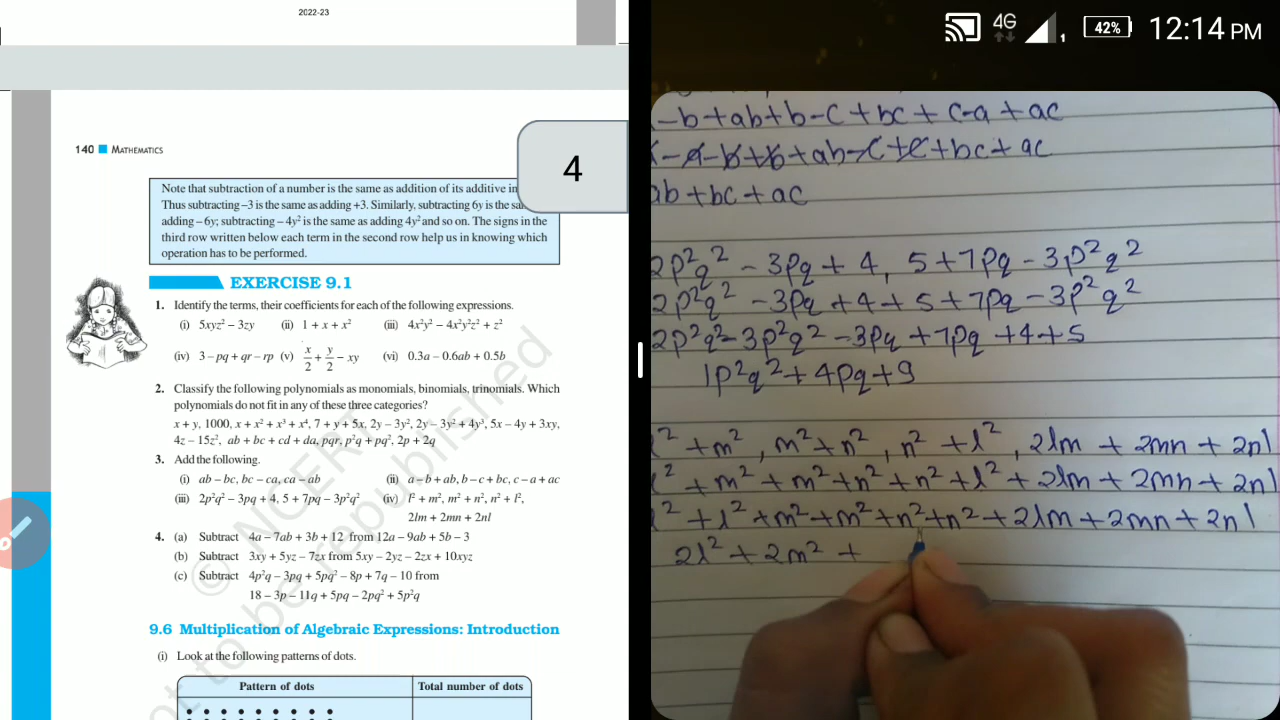 2022-23
4G 1 42% 12:14 PM
140 MATHEMATICS
4
Note that subtraction of a number is the same as addition of its additive in
Thus subtracting –3 is the same as adding +3. Similarly, subtracting 6y is the sa
adding – 6y; subtracting – 4y² is the same as adding 4y² and so on. The signs in the
third row written below each term in the second row help us in knowing which
operation has to be performed.
EXERCISE 9.1
1. Identify the terms, their coefficients for each of the following expressions.
(i) 5xyz² – 3zy (ii) 1 + x + x² (iii) 4x²y² – 4x²y²z² + z²
(iv) 3 – pq + qr – rp (v) x/2 + y/2 – xy (vi) 0.3a – 0.6ab + 0.5b
2. Classify the following polynomials as monomials, binomials, trinomials. Which
polynomials do not fit in any of these three categories?
x + y, 1000, x + x² + x³ + x⁴, 7 + y + 5x, 2y – 3y², 2y – 3y² + 4y³, 5x – 4y + 3xy,
4z – 15z², ab + bc + cd + da, pqr, p²q + pq², 2p + 2q
3. Add the following.
(i) ab – bc, bc – ca, ca – ab (ii) a – b + ab, b – c + bc, c – a + ac
(iii) 2p²q² – 3pq + 4, 5 + 7pq – 3p²q² (iv) l² + m², m² + n², n² + l²,
2lm + 2mn + 2nl
4. (a) Subtract 4a – 7ab + 3b + 12 from 12a – 9ab + 5b – 3
(b) Subtract 3xy + 5yz – 7zx from 5xy – 2yz – 2zx + 10xyz
(c) Subtract 4p²q – 3pq + 5pq² – 8p + 7q – 10 from
18 – 3p – 11q + 5pq – 2pq² + 5p²q
9.6 Multiplication of Algebraic Expressions: Introduction
(i) Look at the following patterns of dots.
Pattern of dots Total number of dots
© NCERT
not to be republished
-b+ab+b-c+bc+c-a+ac
-a-b+b+ab-c+c+bc+ac
ab+bc+ac
2p²q² -3pq+4, 5+7pq-3p²q²
2p²q² -3pq+4+5+7pq-3p²q²
2p²q²-3p²q²-3pq+7pq+4+5
1p²q²+4pq+9
l²+m², m²+n², n²+l², 2lm+2mn+2nl
l²+m²+m²+n²+n²+l²+2lm+2mn+2nl
l²+l²+m²+m²+n²+n²+2lm+2mn+2nl
2l²+2m²+